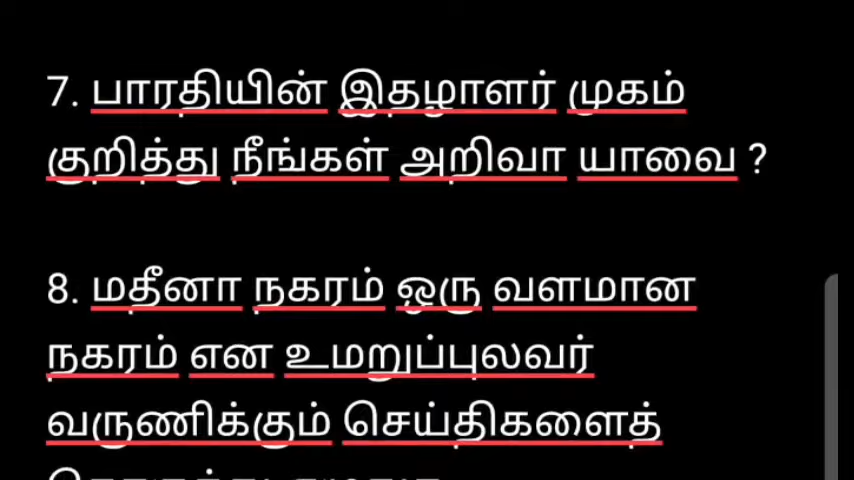 7. பாரதியின் இதழாளர் முகம்
குறித்து நீங்கள் அறிவா யாவை ?
8. மதீனா நகரம் ஒரு வளமான
நகரம் என உமறுப்புலவர்
வருணிக்கும் செய்திகளைத்